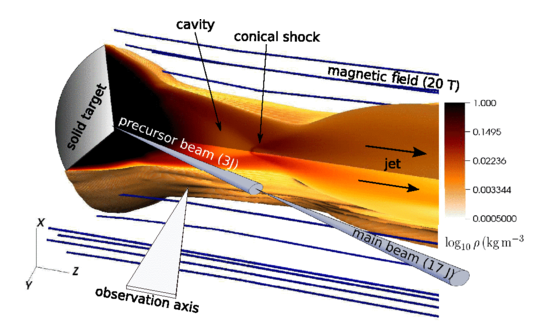 cavity
conical shock
magnetic field (20 T)
solid target
precursor beam (3J)
jet
main beam (17 J)
observation axis
X
Y
Z
1.000
0.1495
0.02236
0.003344
0.0005000
log₁₀ ρ (kg m⁻³